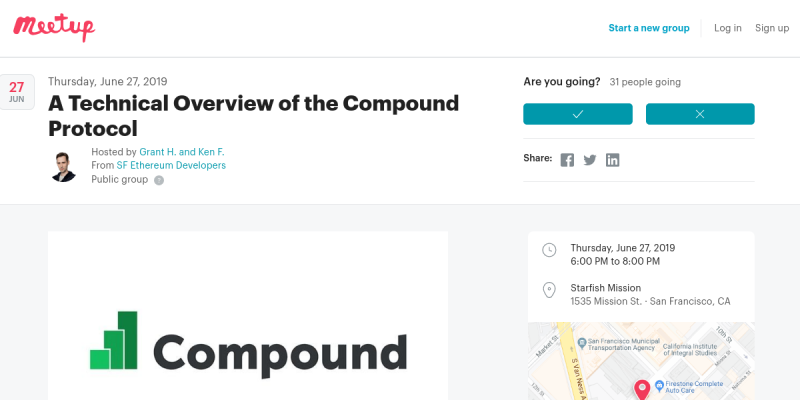 Meetup
Start a new group
Log in
Sign up
27
JUN
Thursday, June 27, 2019
A Technical Overview of the Compound
Protocol
Hosted by Grant H. and Ken F.
From SF Ethereum Developers
Public group
Are you going? 31 people going
Share:
Compound
Thursday, June 27, 2019
6:00 PM to 8:00 PM
Starfish Mission
1535 Mission St. · San Francisco, CA
Market St
San Francisco Municipal
Transportation Agency
California Institute
of Integral Studies
S Van Ness Ave
Mission St
Natoma St
12th St
Firestone Complete
Auto Care